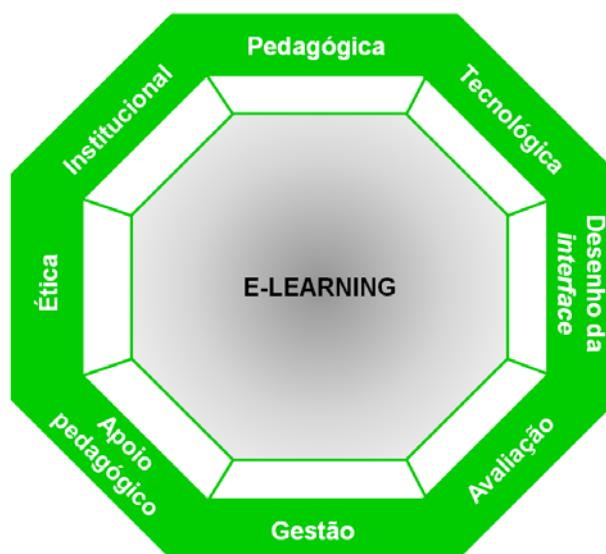 Pedagógica
Tecnológica
Desenho da
interface
Avaliação
Gestão
Apoio
pedagógico
Ética
Institucional
E-LEARNING